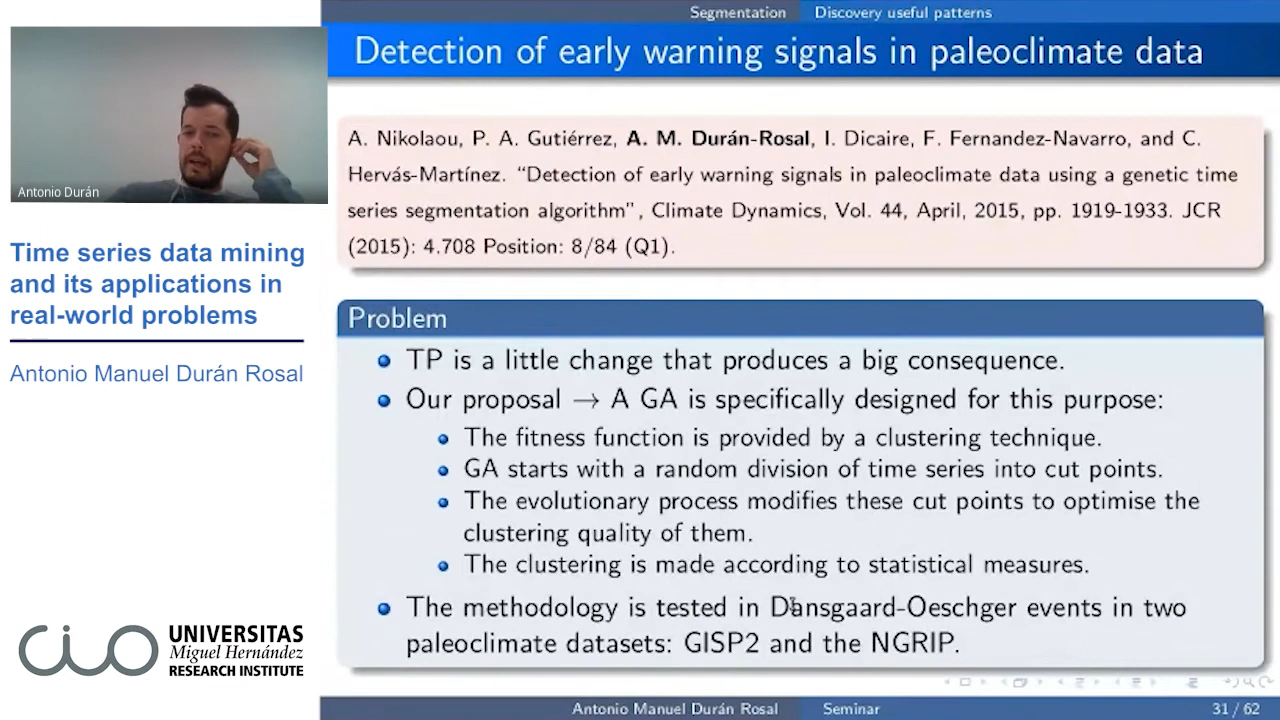 Segmentation Discovery useful patterns
Detection of early warning signals in paleoclimate data
Antonio Durán
Time series data mining
and its applications in
real-world problems
Antonio Manuel Durán Rosal
CIO
UNIVERSITAS
Miguel Hernández
RESEARCH INSTITUTE
A. Nikolaou, P. A. Gutiérrez, A. M. Durán-Rosal, I. Dicaire, F. Fernandez-Navarro, and C.
Hervás-Martínez. “Detection of early warning signals in paleoclimate data using a genetic time
series segmentation algorithm”, Climate Dynamics, Vol. 44, April, 2015, pp. 1919-1933. JCR
(2015): 4.708 Position: 8/84 (Q1).
Problem
TP is a little change that produces a big consequence.
Our proposal → A GA is specifically designed for this purpose:
The fitness function is provided by a clustering technique.
GA starts with a random division of time series into cut points.
The evolutionary process modifies these cut points to optimise the
clustering quality of them.
The clustering is made according to statistical measures.
The methodology is tested in Dansgaard-Oeschger events in two
paleoclimate datasets: GISP2 and the NGRIP.
Antonio Manuel Durán Rosal Seminar 31 / 62